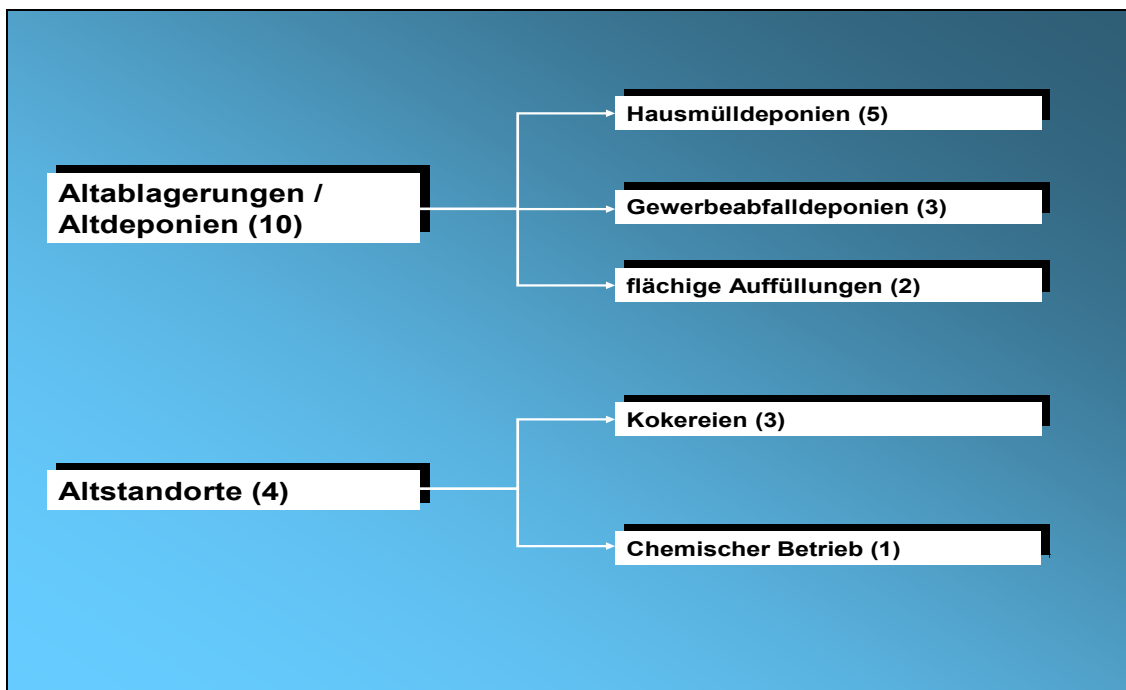 Altablagerungen /
Altdeponien (10)
Hausmülldeponien (5)
Gewerbeabfalldeponien (3)
flächige Auffüllungen (2)
Altstandorte (4)
Kokereien (3)
Chemischer Betrieb (1)